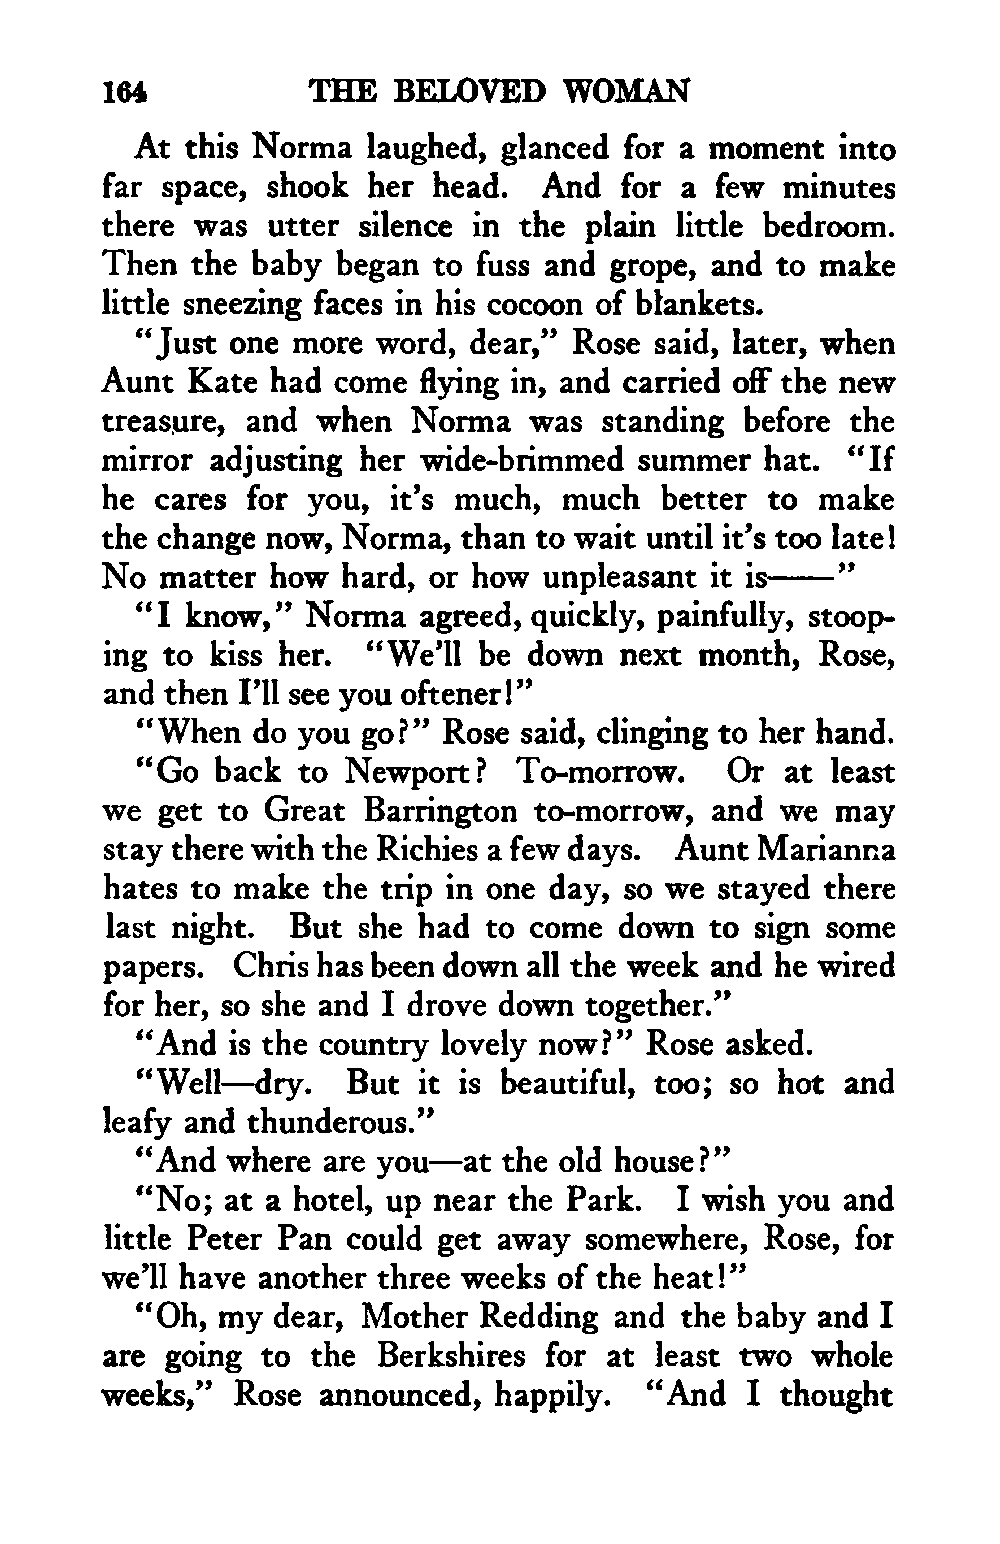 164 THE BELOVED WOMAN
At this Norma laughed, glanced for a moment into
far space, shook her head. And for a few minutes
there was utter silence in the plain little bedroom.
Then the baby began to fuss and grope, and to make
little sneezing faces in his cocoon of blankets.
“Just one more word, dear,” Rose said, later, when
Aunt Kate had come flying in, and carried off the new
treasure, and when Norma was standing before the
mirror adjusting her wide-brimmed summer hat. “If
he cares for you, it’s much, much better to make
the change now, Norma, than to wait until it’s too late!
No matter how hard, or how unpleasant it is——”
“I know,” Norma agreed, quickly, painfully, stoop-
ing to kiss her. “We’ll be down next month, Rose,
and then I’ll see you oftener!”
“When do you go?” Rose said, clinging to her hand.
“Go back to Newport? To-morrow. Or at least
we get to Great Barrington to-morrow, and we may
stay there with the Richies a few days. Aunt Marianna
hates to make the trip in one day, so we stayed there
last night. But she had to come down to sign some
papers. Chris has been down all the week and he wired
for her, so she and I drove down together.”
“And is the country lovely now?” Rose asked.
“Well—dry. But it is beautiful, too; so hot and
leafy and thunderous.”
“And where are you—at the old house?”
“No; at a hotel, up near the Park. I wish you and
little Peter Pan could get away somewhere, Rose, for
we’ll have another three weeks of the heat!”
“Oh, my dear, Mother Redding and the baby and I
are going to the Berkshires for at least two whole
weeks,” Rose announced, happily. “And I thought